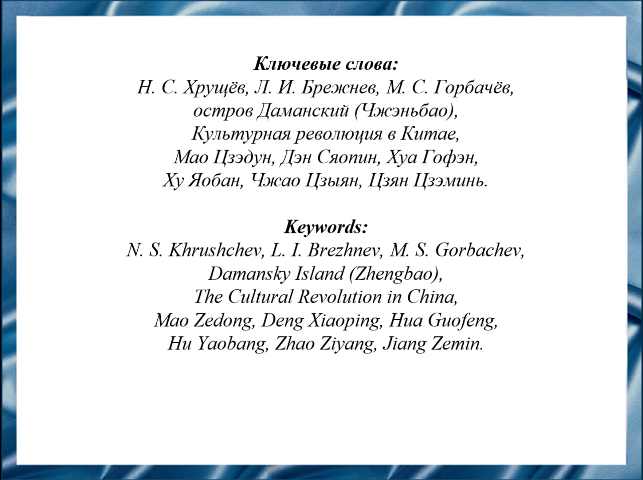 Ключевые слова:
Н. С. Хрущёв, Л. И. Брежнев, М. С. Горбачёв,
остров Даманский (Чжэньбао),
Культурная революция в Китае,
Мао Цзэдун, Дэн Сяопин, Хуа Гофэн,
Ху Яобан, Чжао Цзыян, Цзян Цзэминь.
Keywords:
N. S. Khrushchev, L. I. Brezhnev, M. S. Gorbachev,
Damansky Island (Zhengbao),
The Cultural Revolution in China,
Mao Zedong, Deng Xiaoping, Hua Guofeng,
Hu Yaobang, Zhao Ziyang, Jiang Zemin.